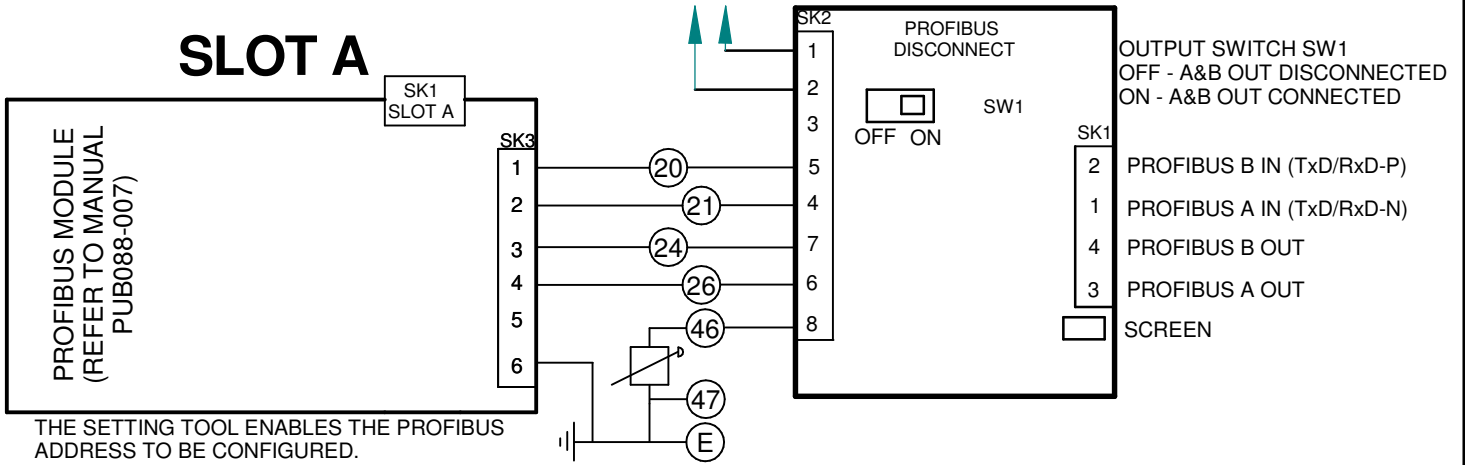 SLOT A
SK1
SLOT A
PROFIBUS MODULE
(REFER TO MANUAL
PUB088-007)
SK3
1
2
3
4
5
6
20
21
24
26
46
47
E
THE SETTING TOOL ENABLES THE PROFIBUS
ADDRESS TO BE CONFIGURED.
SK2
1
2
3
5
4
7
6
8
PROFIBUS
DISCONNECT
SW1
OFF ON
OUTPUT SWITCH SW1
OFF - A&B OUT DISCONNECTED
ON - A&B OUT CONNECTED
SK1
2 PROFIBUS B IN (TxD/RxD-P)
1 PROFIBUS A IN (TxD/RxD-N)
4 PROFIBUS B OUT
3 PROFIBUS A OUT
SCREEN